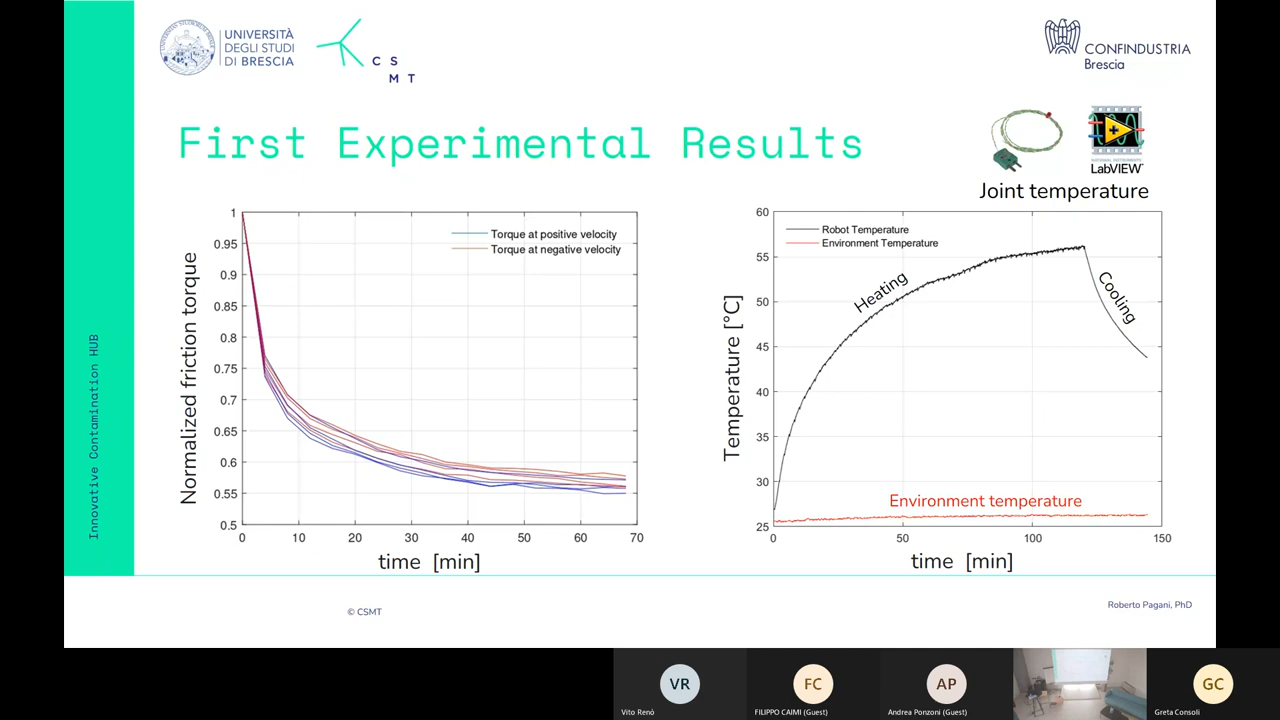 UNIVERSITÀ
DEGLI STUDI
DI BRESCIA
C S
M T
CONFINDUSTRIA
Brescia
First Experimental Results
NATIONAL INSTRUMENTS
LabVIEW
Joint temperature
Innovative Contamination HUB
Normalized friction torque
1
0.95
0.9
0.85
0.8
0.75
0.7
0.65
0.6
0.55
0.5
Torque at positive velocity
Torque at negative velocity
0 10 20 30 40 50 60 70
time [min]
Temperature [°C]
60
55
50
45
40
35
30
25
Robot Temperature
Environment Temperature
Heating
Cooling
Environment temperature
0 50 100 150
time [min]
© CSMT
Roberto Pagani, PhD
VR
Vito Renò
FC
FILIPPO CAIMI (Guest)
AP
Andrea Ponzoni (Guest)
GC
Greta Consoli